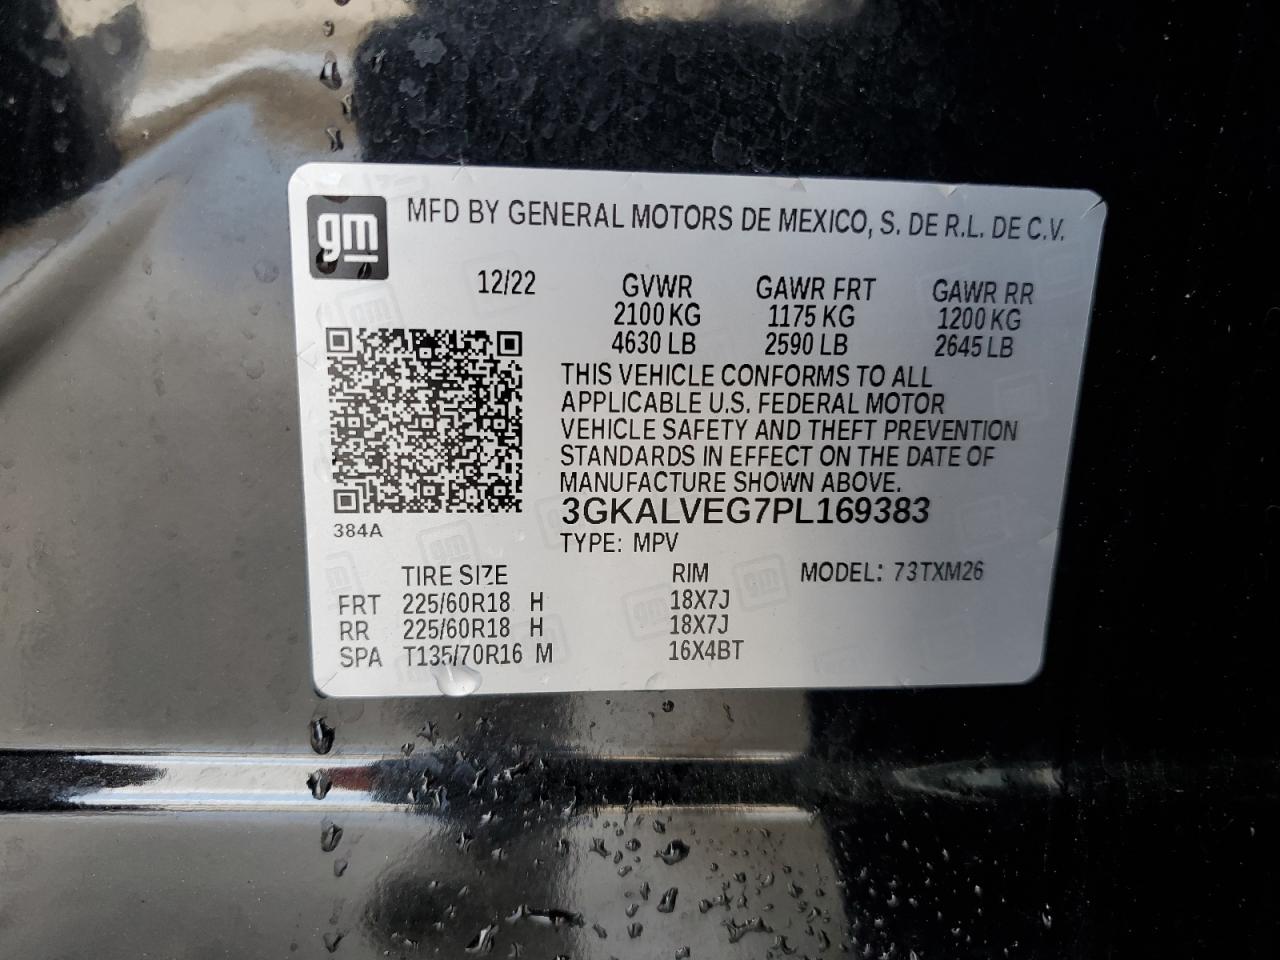 gm
MFD BY GENERAL MOTORS DE MEXICO, S. DE R.L. DE C.V.
12/22 GVWR GAWR FRT GAWR RR
2100 KG 1175 KG 1200 KG
4630 LB 2590 LB 2645 LB
THIS VEHICLE CONFORMS TO ALL
APPLICABLE U.S. FEDERAL MOTOR
VEHICLE SAFETY AND THEFT PREVENTION
STANDARDS IN EFFECT ON THE DATE OF
MANUFACTURE SHOWN ABOVE.
3GKALVEG7PL169383
384A
TYPE: MPV
TIRE SIZE RIM MODEL: 73TXM26
FRT 225/60R18 H 18X7J
RR 225/60R18 H 18X7J
SPA T135/70R16 M 16X4BT